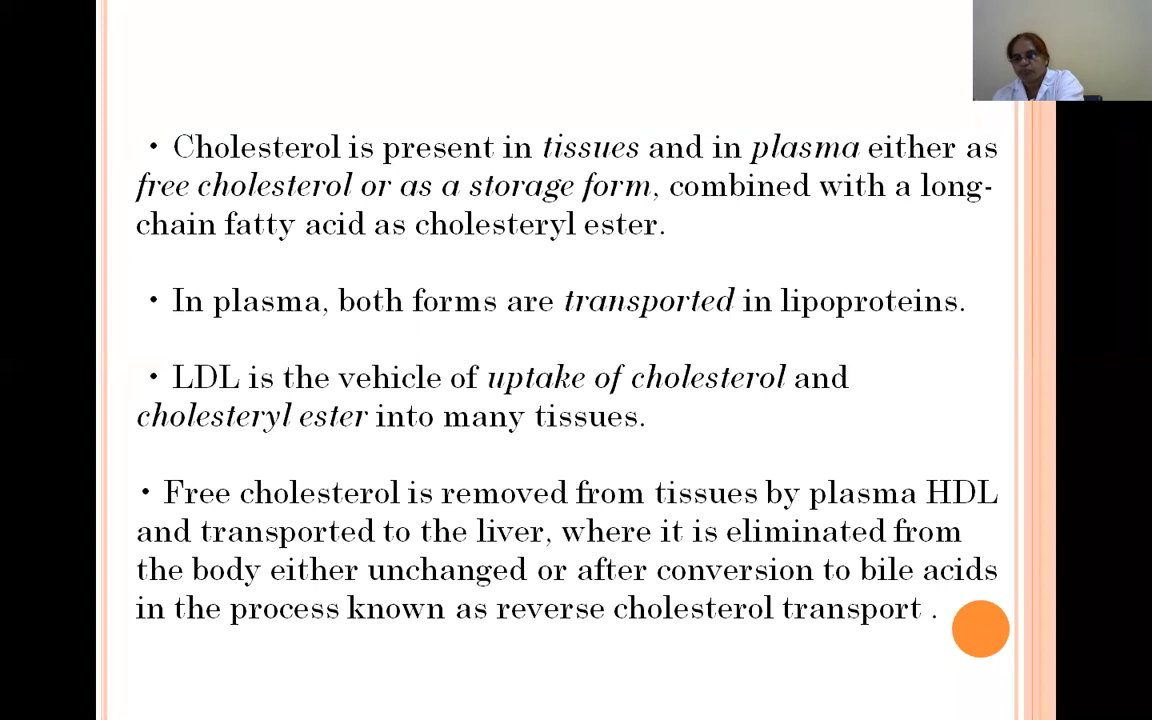 • Cholesterol is present in tissues and in plasma either as
free cholesterol or as a storage form, combined with a long-
chain fatty acid as cholesteryl ester.
• In plasma, both forms are transported in lipoproteins.
• LDL is the vehicle of uptake of cholesterol and
cholesteryl ester into many tissues.
• Free cholesterol is removed from tissues by plasma HDL
and transported to the liver, where it is eliminated from
the body either unchanged or after conversion to bile acids
in the process known as reverse cholesterol transport .